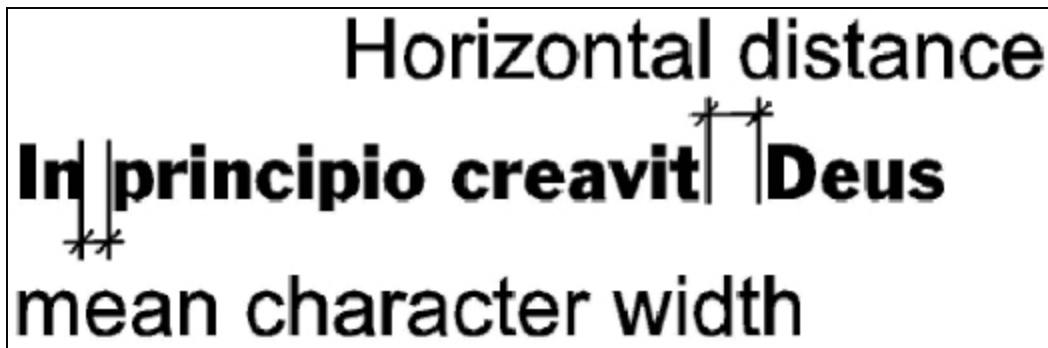 Horizontal distance
In principio creavit Deus
mean character width